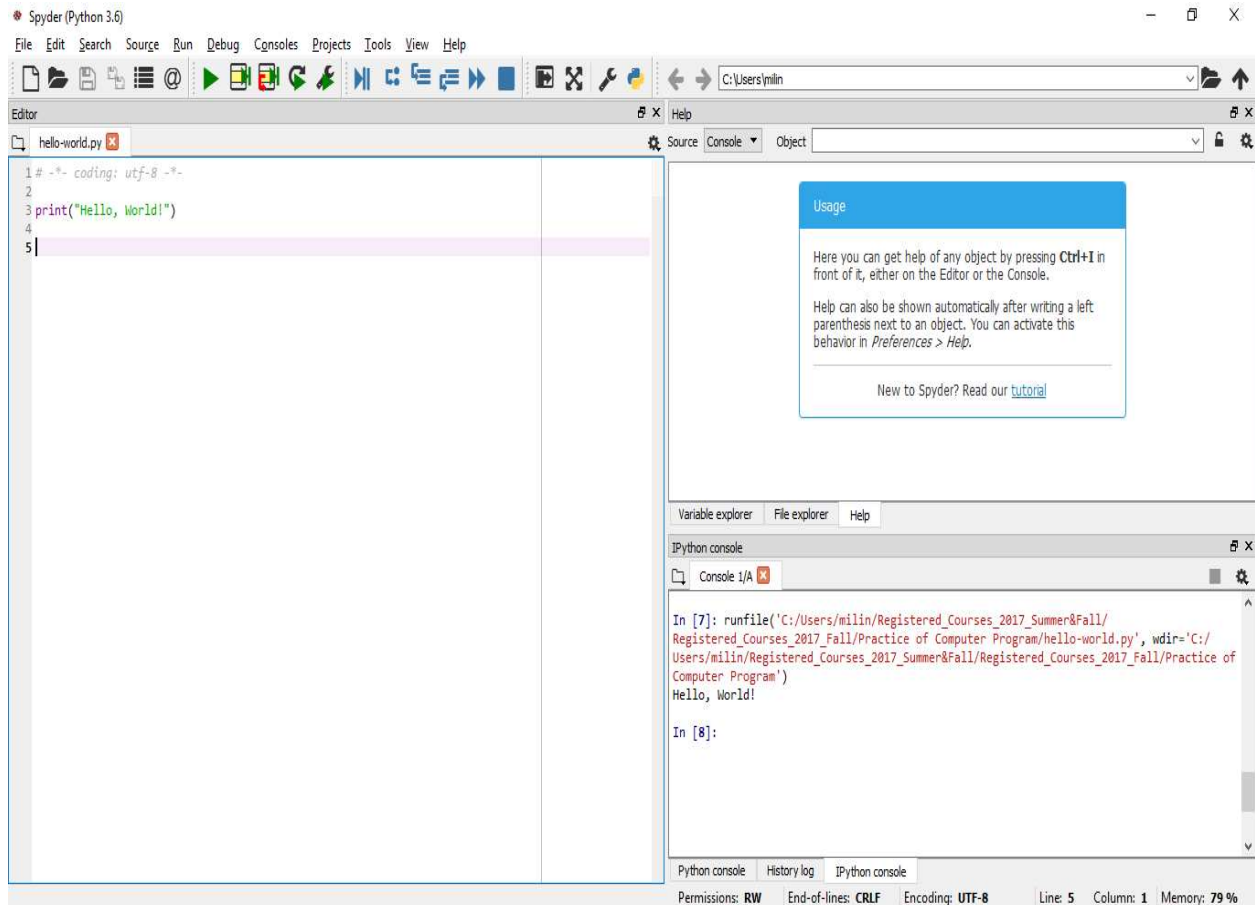 Spyder (Python 3.6)
File Edit Search Source Run Debug Consoles Projects Tools View Help
C:\Users\milin
Editor
hello-world.py
1 # -*- coding: utf-8 -*-
2
3 print("Hello, World!")
4
5
Help
Source Console Object
Usage
Here you can get help of any object by pressing Ctrl+I in
front of it, either on the Editor or the Console.
Help can also be shown automatically after writing a left
parenthesis next to an object. You can activate this
behavior in Preferences > Help.
New to Spyder? Read our tutorial
Variable explorer File explorer Help
IPython console
Console 1/A
In [7]: runfile('C:/Users/milin/Registered_Courses_2017_Summer&Fall/
Registered_Courses_2017_Fall/Practice of Computer Program/hello-world.py', wdir='C:/
Users/milin/Registered_Courses_2017_Summer&Fall/Registered_Courses_2017_Fall/Practice of
Computer Program')
Hello, World!
In [8]:
Python console History log IPython console
Permissions: RW End-of-lines: CRLF Encoding: UTF-8 Line: 5 Column: 1 Memory: 79 %